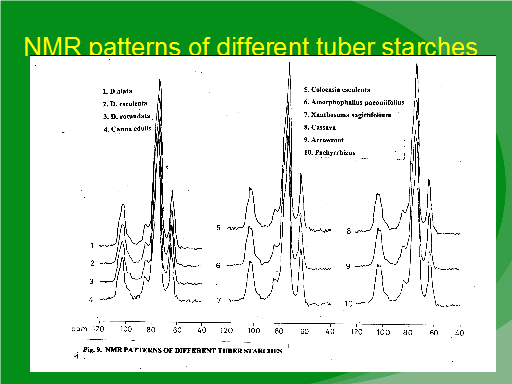 NMR patterns of different tuber starches
1. D.alata
2. D. esculenta
3. D. rotundata
4. Canna edulis
5. Colocasia esculenta
6. Amorphophallus paeoniifolius
7. Xanthosoma sagittifolium
8. Cassava
9. Arrowroot
10. Pachyrrhizus
1
2
3
4
5
6
7
8
9
10
ppm 120 100 80 60 40 120 100 80 60 40 120 100 80 60 40
Fig. 9. NMR PATTERNS OF DIFFERENT TUBER STARCHES